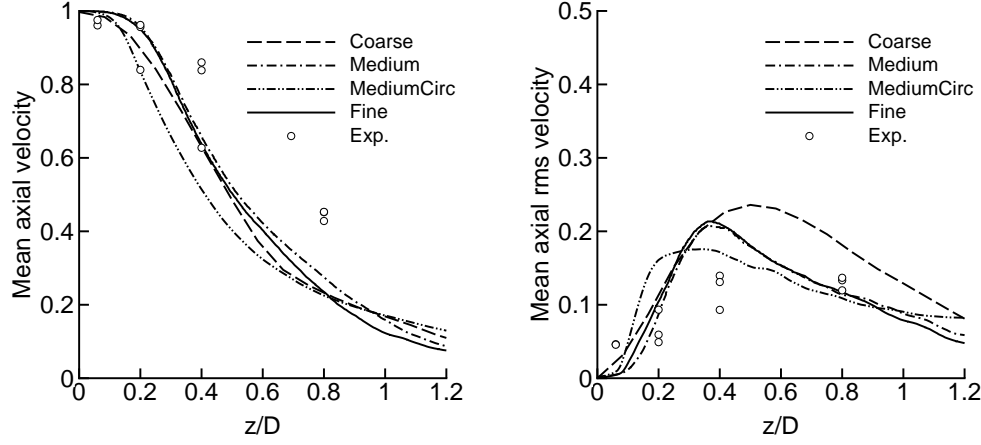 Mean axial velocity
1
0.8
0.6
0.4
0.2
0
0
0.2
0.4
0.6
0.8
1
1.2
z/D
Coarse
Medium
MediumCirc
Fine
Exp.
Mean axial rms velocity
0.5
0.4
0.3
0.2
0.1
0
0
0.2
0.4
0.6
0.8
1
1.2
z/D
Coarse
Medium
MediumCirc
Fine
Exp.